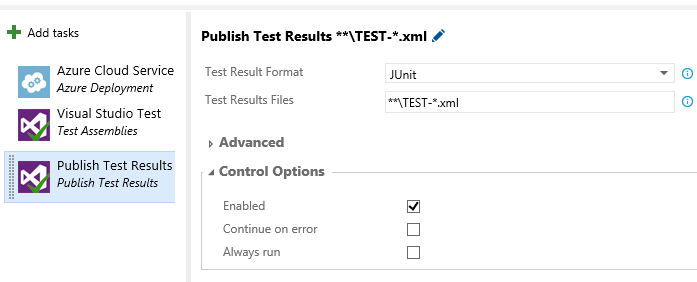 Add tasks
Azure Cloud Service
Azure Deployment
Visual Studio Test
Test Assemblies
Publish Test Results
Publish Test Results
Publish Test Results **\TEST-*.xml
Test Result Format
JUnit
Test Results Files
**\TEST-*.xml
Advanced
Control Options
Enabled
Continue on error
Always run